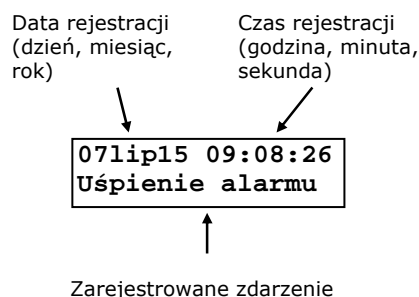 Data rejestracji
(dzień, miesiąc,
rok)
Czas rejestracji
(godzina, minuta,
sekunda)
07lip15 09:08:26
Uśpienie alarmu
Zarejestrowane zdarzenie